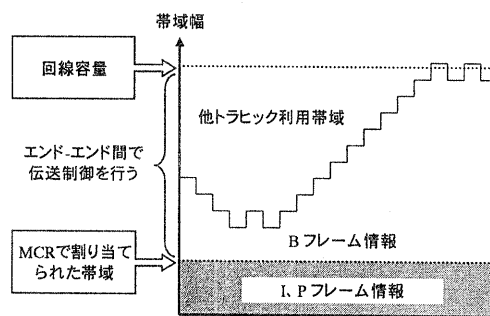 帯域幅
回線容量
他トラヒック利用帯域
エンド-エンド間で
伝送制御を行う
Bフレーム情報
MCRで割り当て
られた帯域
I、Pフレーム情報